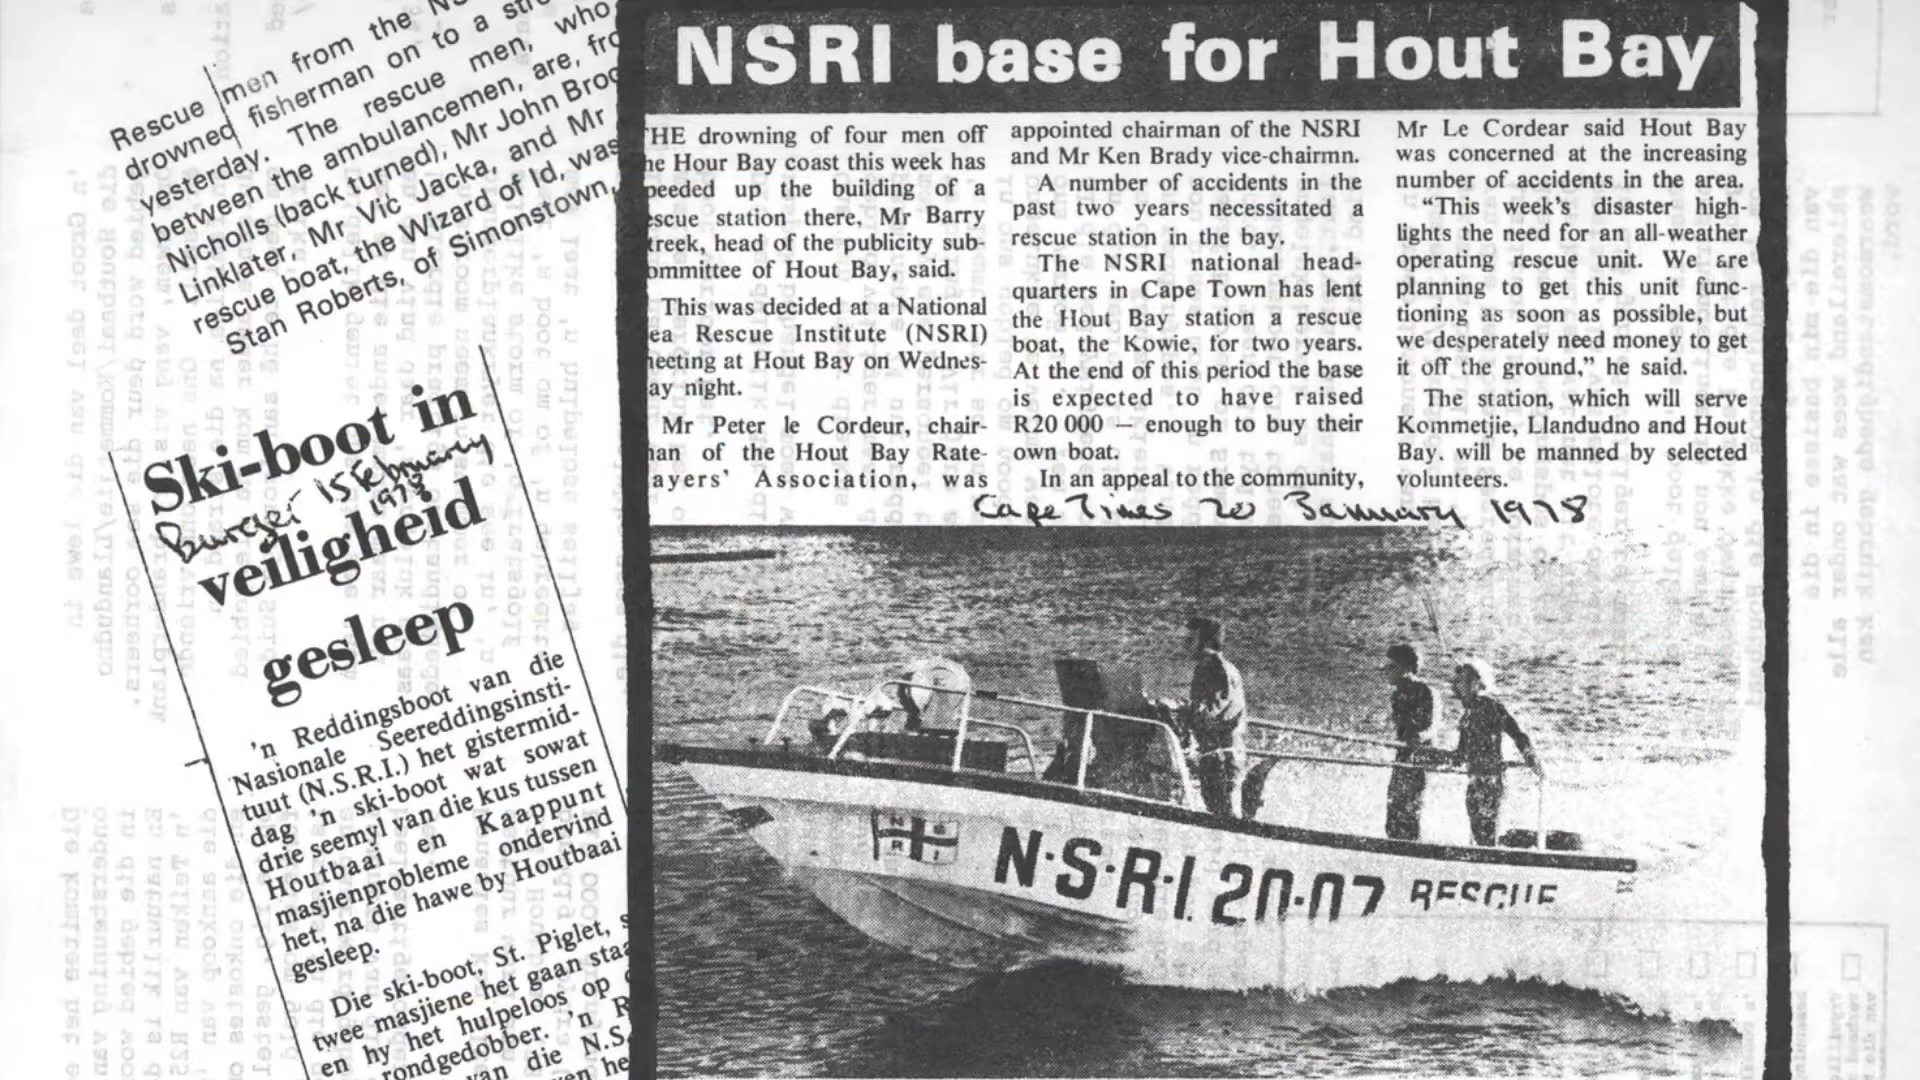 Rescue men from the
drowned fisherman on to a
yesterday. The rescue men, who
between the ambulancemen, are,
Nicholls (back turned), Mr John
Linklater, Mr Vic Jacka, and Mr
rescue boat, the Wizard of Id, was
Stan Roberts, of Simonstown,
Ski-boot in
Burger 15 February
1978
veiligheid
gesleep
'n Reddingsboot van die
Nasionale Seereddingsinsti-
tuut (N.S.R.I.) het gistermid-
dag 'n ski-boot wat sowat
drie seemyl van die kus tussen
Houtbaai en Kaappunt
masjienprobleme ondervind
het, na die hawe by Houtbaai
gesleep.
Die ski-boot, St. Piglet,
twee masjiene het gaan
en hy het hulpeloos op
rondgedobber. 'n
van die N.S.
NSRI base for Hout Bay
THE drowning of four men off
he Hour Bay coast this week has
peeded up the building of a
escue station there, Mr Barry
treek, head of the publicity sub-
ommittee of Hout Bay, said.
This was decided at a National
ea Rescue Institute (NSRI)
eeting at Hout Bay on Wednes-
ay night.
Mr Peter le Cordeur, chair-
an of the Hout Bay Rate-
ayers' Association, was
appointed chairman of the NSRI
and Mr Ken Brady vice-chairmn.
A number of accidents in the
past two years necessitated a
rescue station in the bay.
The NSRI national head-
quarters in Cape Town has lent
the Hout Bay station a rescue
boat, the Kowie, for two years.
At the end of this period the base
is expected to have raised
R20 000 — enough to buy their
own boat.
In an appeal to the community,
Mr Le Cordear said Hout Bay
was concerned at the increasing
number of accidents in the area.
"This week's disaster high-
lights the need for an all-weather
operating rescue unit. We are
planning to get this unit func-
tioning as soon as possible, but
we desperately need money to get
it off the ground," he said.
The station, which will serve
Kommetjie, Llandudno and Hout
Bay, will be manned by selected
volunteers.
Cape Times 20 January 1978
N S
R I
N·S·R·I. 20-07 RESCUE